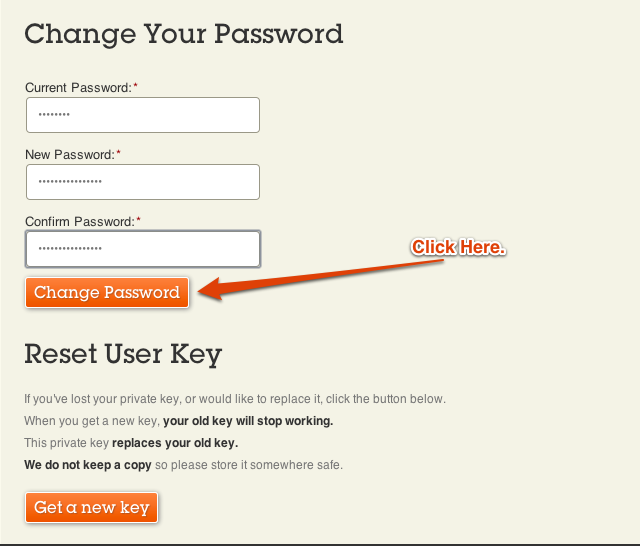 Change Your Password
Current Password:*
••••••••
New Password:*
••••••••••••••••
Confirm Password:*
••••••••••••••••
Click Here.
Change Password
Reset User Key
If you've lost your private key, or would like to replace it, click the button below.
When you get a new key, your old key will stop working.
This private key replaces your old key.
We do not keep a copy so please store it somewhere safe.
Get a new key